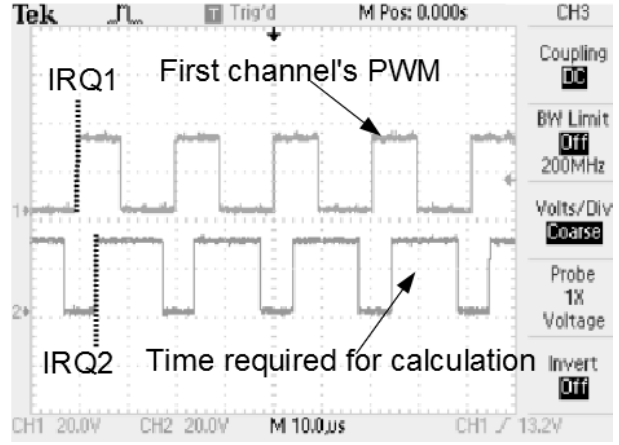 Tek T Trig'd M Pos: 0.000s CH3
Coupling
DC
BW Limit
Off
200MHz
Volts/Div
Coarse
Probe
1X
Voltage
Invert
Off
IRQ1
First channel's PWM
1
2
IRQ2
Time required for calculation
CH1 20.0V CH2 20.0V M 10.0µs CH1 13.2V